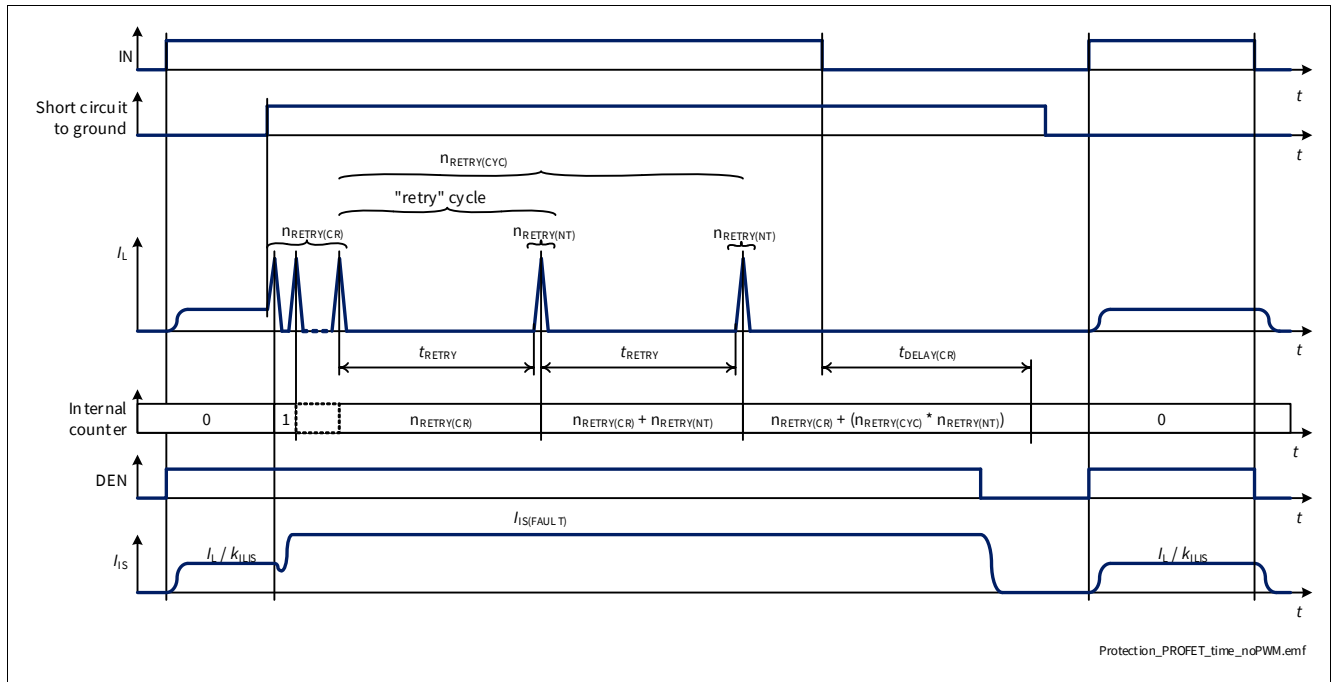 IN
t
Short circuit
to ground
t
nRETRY(CYC)
"retry" cycle
nRETRY(CR)
nRETRY(NT)
nRETRY(NT)
IL
tRETRY
tRETRY
tDELAY(CR)
t
Internal
counter
0
1
nRETRY(CR)
nRETRY(CR) + nRETRY(NT)
nRETRY(CR) + (nRETRY(CYC) * nRETRY(NT))
0
t
DEN
t
IIS(FAULT)
IIS
IL / kILIS
IL / kILIS
t
Protection_PROFET_time_noPWM.emf